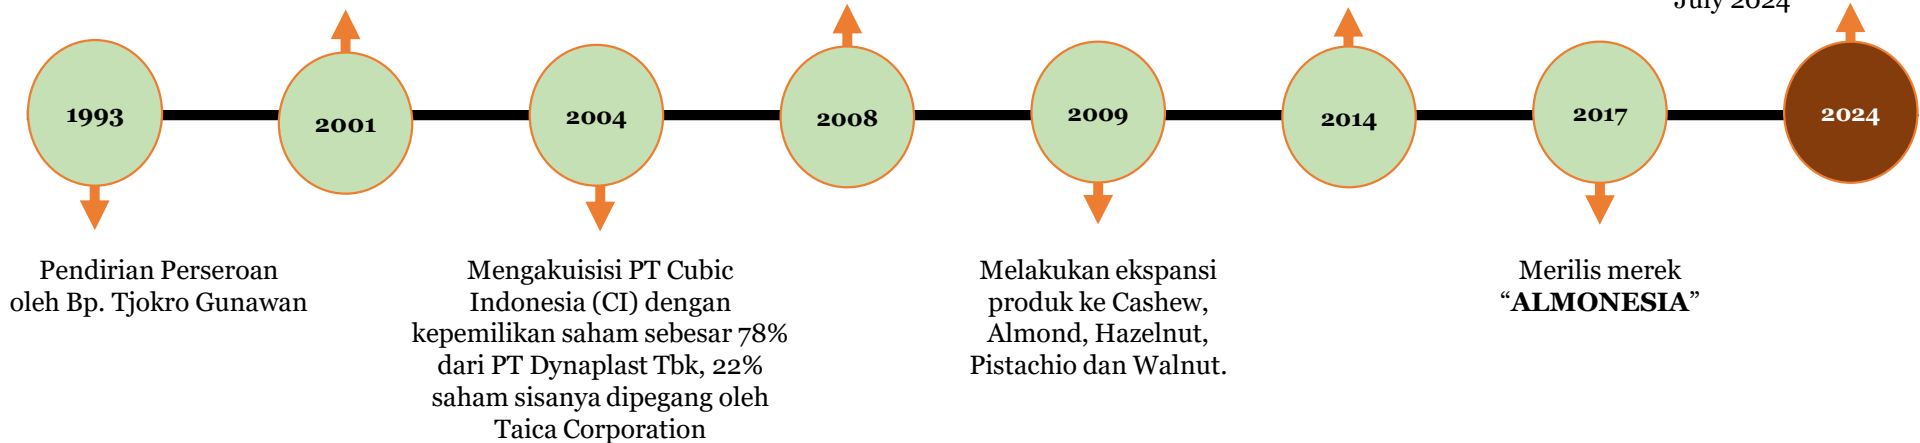 July 2024
1993
2001
2004
2008
2009
2014
2017
2024
Pendirian Perseroan
oleh Bp. Tjokro Gunawan
Mengakuisisi PT Cubic
Indonesia (CI) dengan
kepemilikan saham sebesar 78%
dari PT Dynaplast Tbk, 22%
saham sisanya dipegang oleh
Taica Corporation
Melakukan ekspansi
produk ke Cashew,
Almond, Hazelnut,
Pistachio dan Walnut.
Merilis merek
“ALMONESIA”